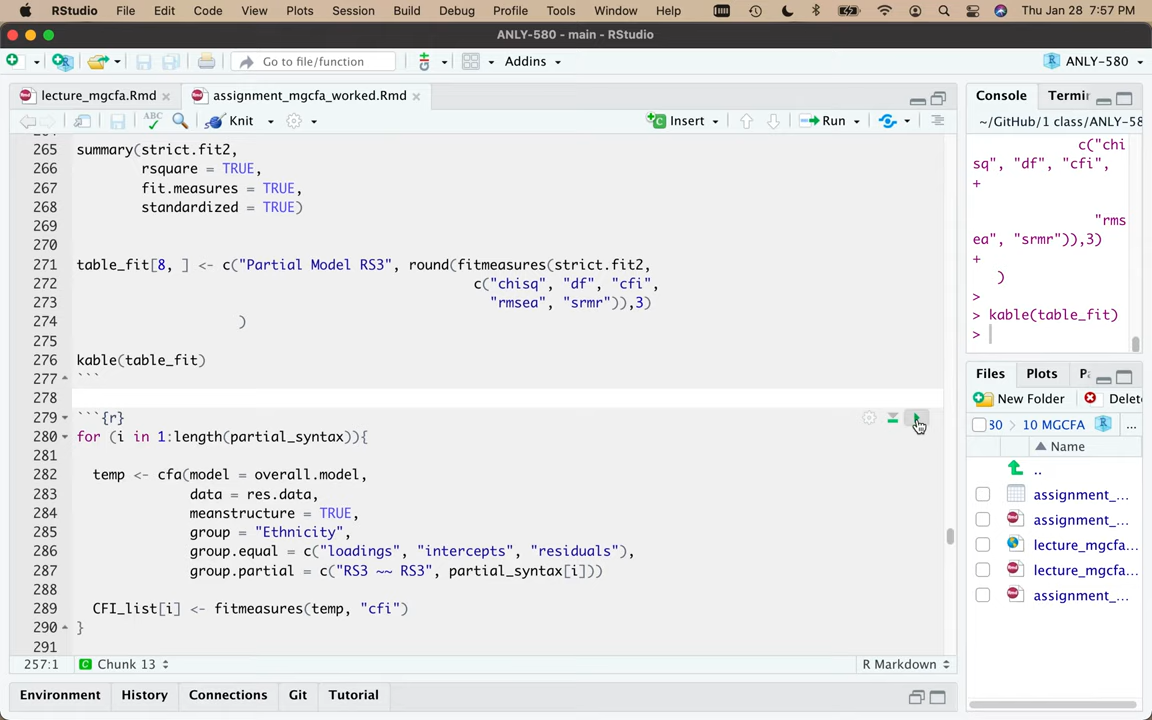 RStudio File Edit Code View Plots Session Build Debug Profile Tools Window Help Thu Jan 28 7:57 PM
ANLY-580 - main - RStudio
Go to file/function Addins ANLY-580
lecture_mgcfa.Rmd assignment_mgcfa_worked.Rmd
ABC Knit Insert Run
265 summary(strict.fit2,
266 rsquare = TRUE,
267 fit.measures = TRUE,
268 standardized = TRUE)
269
270
271 table_fit[8, ] <- c("Partial Model RS3", round(fitmeasures(strict.fit2,
272 c("chisq", "df", "cfi",
273 "rmsea", "srmr")),3)
274 )
275
276 kable(table_fit)
277 ```
278
279 ```{r}
280 for (i in 1:length(partial_syntax)){
281
282 temp <- cfa(model = overall.model,
283 data = res.data,
284 meanstructure = TRUE,
285 group = "Ethnicity",
286 group.equal = c("loadings", "intercepts", "residuals"),
287 group.partial = c("RS3 ~~ RS3", partial_syntax[i]))
288
289 CFI_list[i] <- fitmeasures(temp, "cfi")
290 }
291
257:1 Chunk 13 R Markdown
Environment History Connections Git Tutorial
Console Termir
~/GitHub/1 class/ANLY-58
c("chi
sq", "df", "cfi",
+
"rms
ea", "srmr")),3)
+
)
>
> kable(table_fit)
>
Files Plots P
New Folder Delet
80 > 10 MGCFA ...
Name
..
assignment_...
assignment_...
lecture_mgcfa...
lecture_mgcfa...
assignment_...